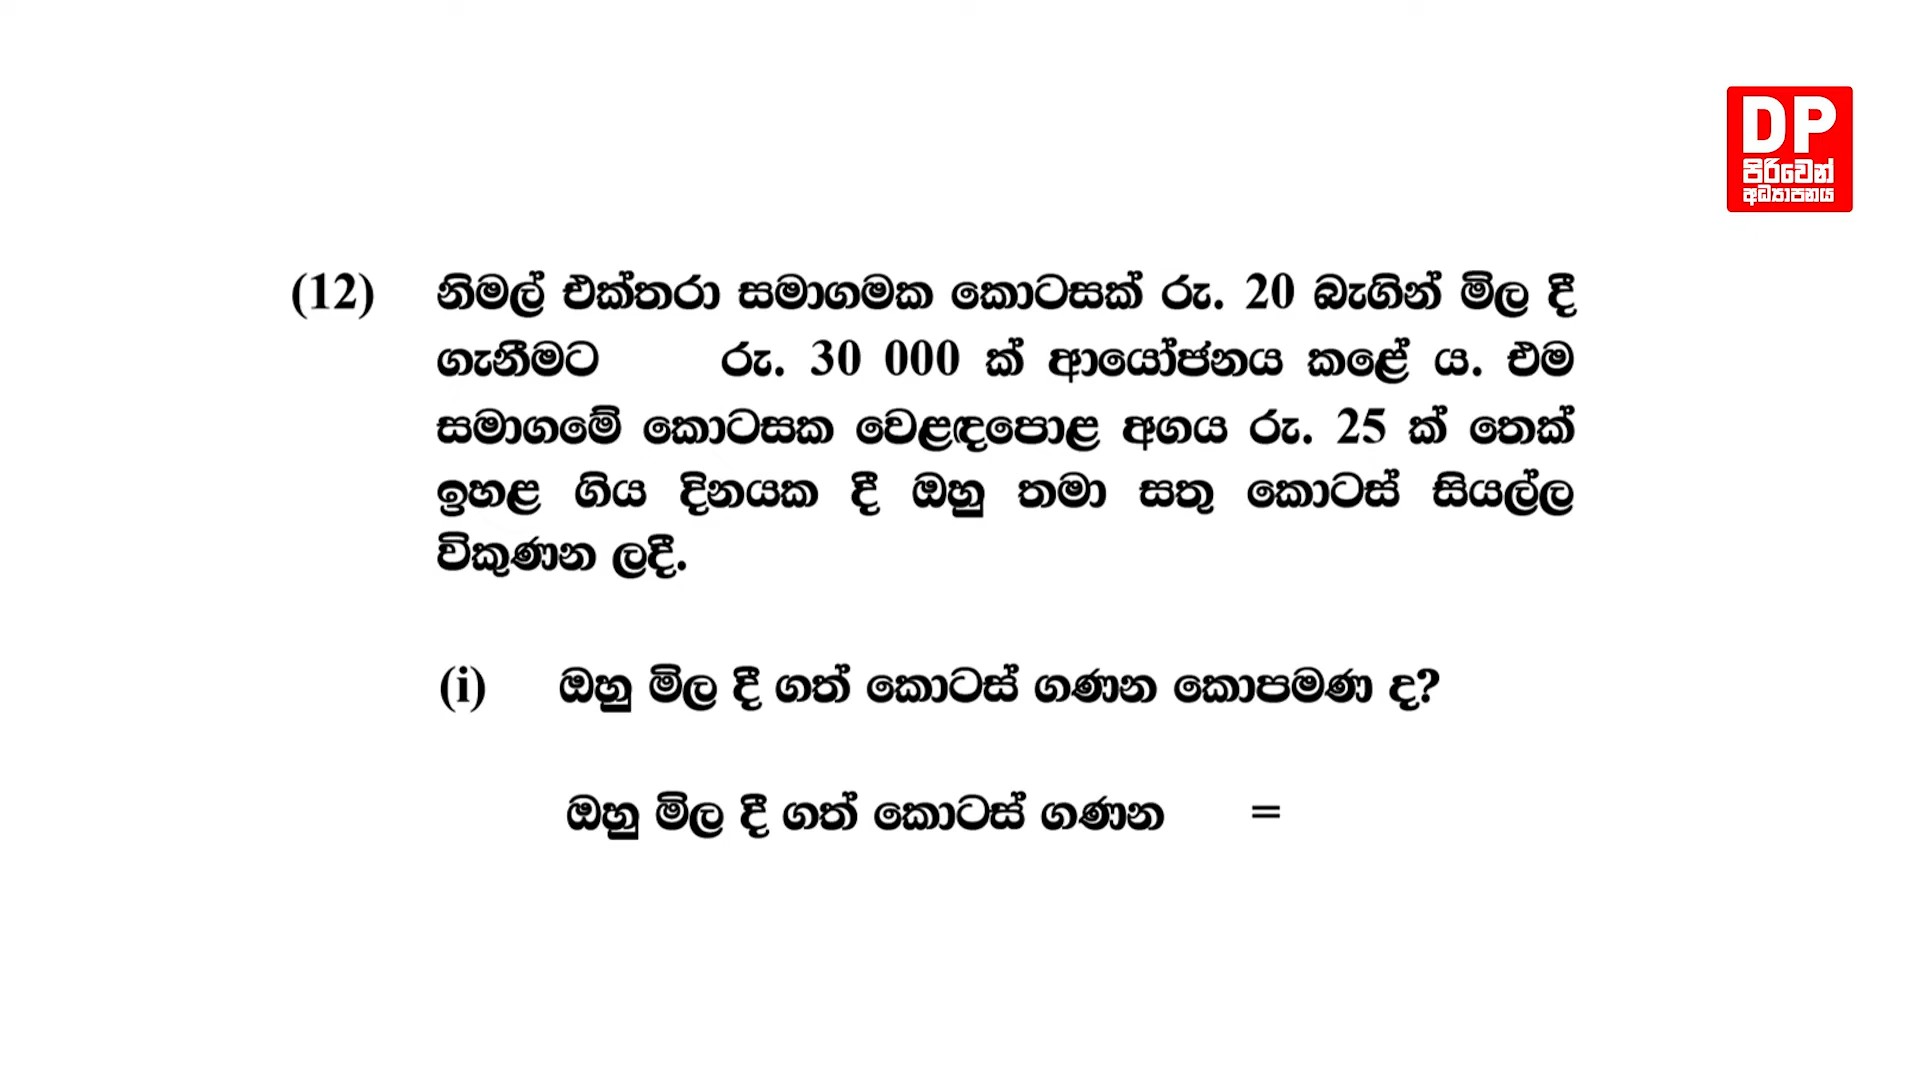 DP
පිරිවෙන්
අධ්‍යාපනය
(12) නිමල් එක්තරා සමාගමක කොටසක් රු. 20 බැගින් මිල දී
ගැනීමට රු. 30 000 ක් ආයෝජනය කළේ ය. එම
සමාගමේ කොටසක වෙළඳපොළ අගය රු. 25 ක් තෙක්
ඉහළ ගිය දිනයක දී ඔහු තමා සතු කොටස් සියල්ල
විකුණන ලදී.
(i) ඔහු මිල දී ගත් කොටස් ගණන කොපමණ ද?
ඔහු මිල දී ගත් කොටස් ගණන =